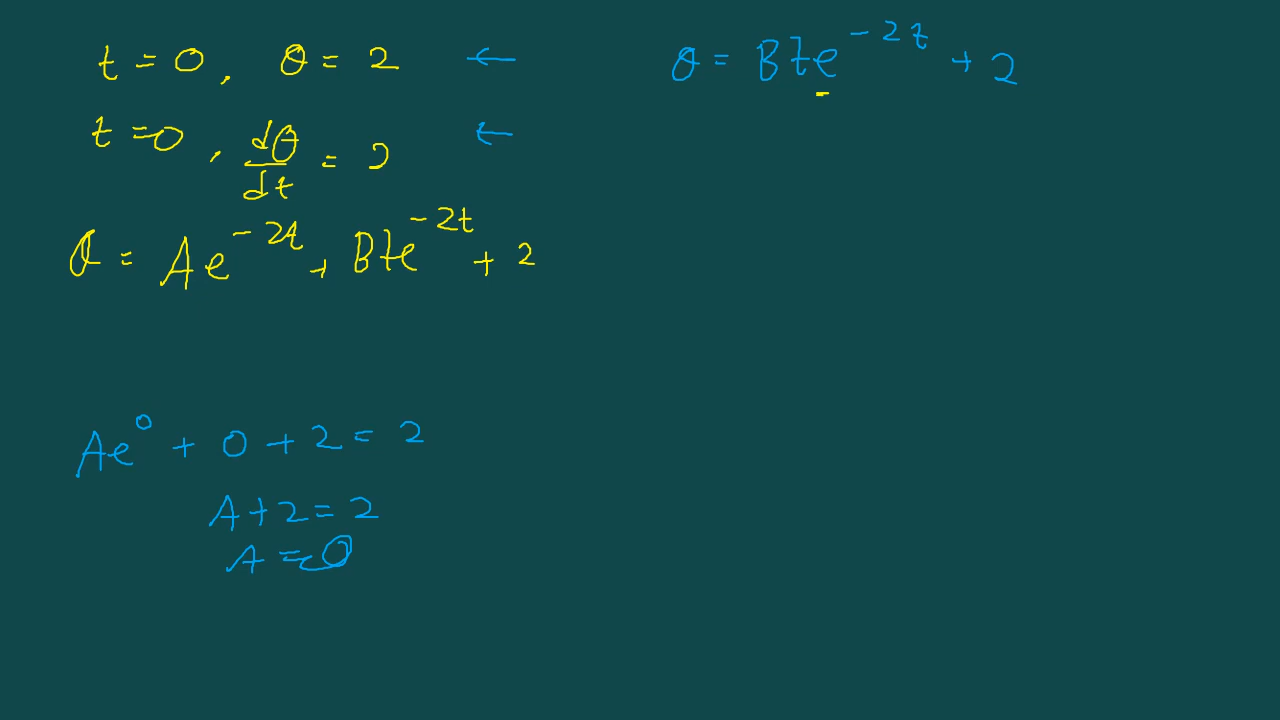 t = 0, θ = 2 ←
t = 0, dθ/dt = 2 ←
θ = Ae^{-2t} + Bte^{-2t} + 2
Ae^0 + 0 + 2 = 2
A + 2 = 2
A = 0
θ = Bte^{-2t} + 2